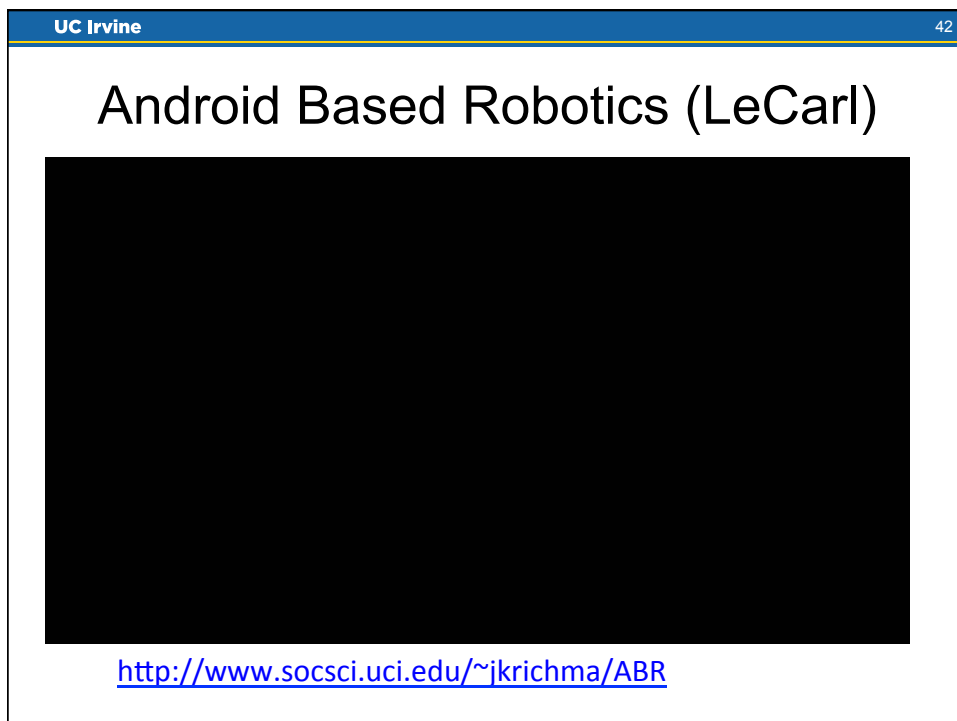 UC Irvine
42
Android Based Robotics (LeCarl)
http://www.socsci.uci.edu/~jkrichma/ABR